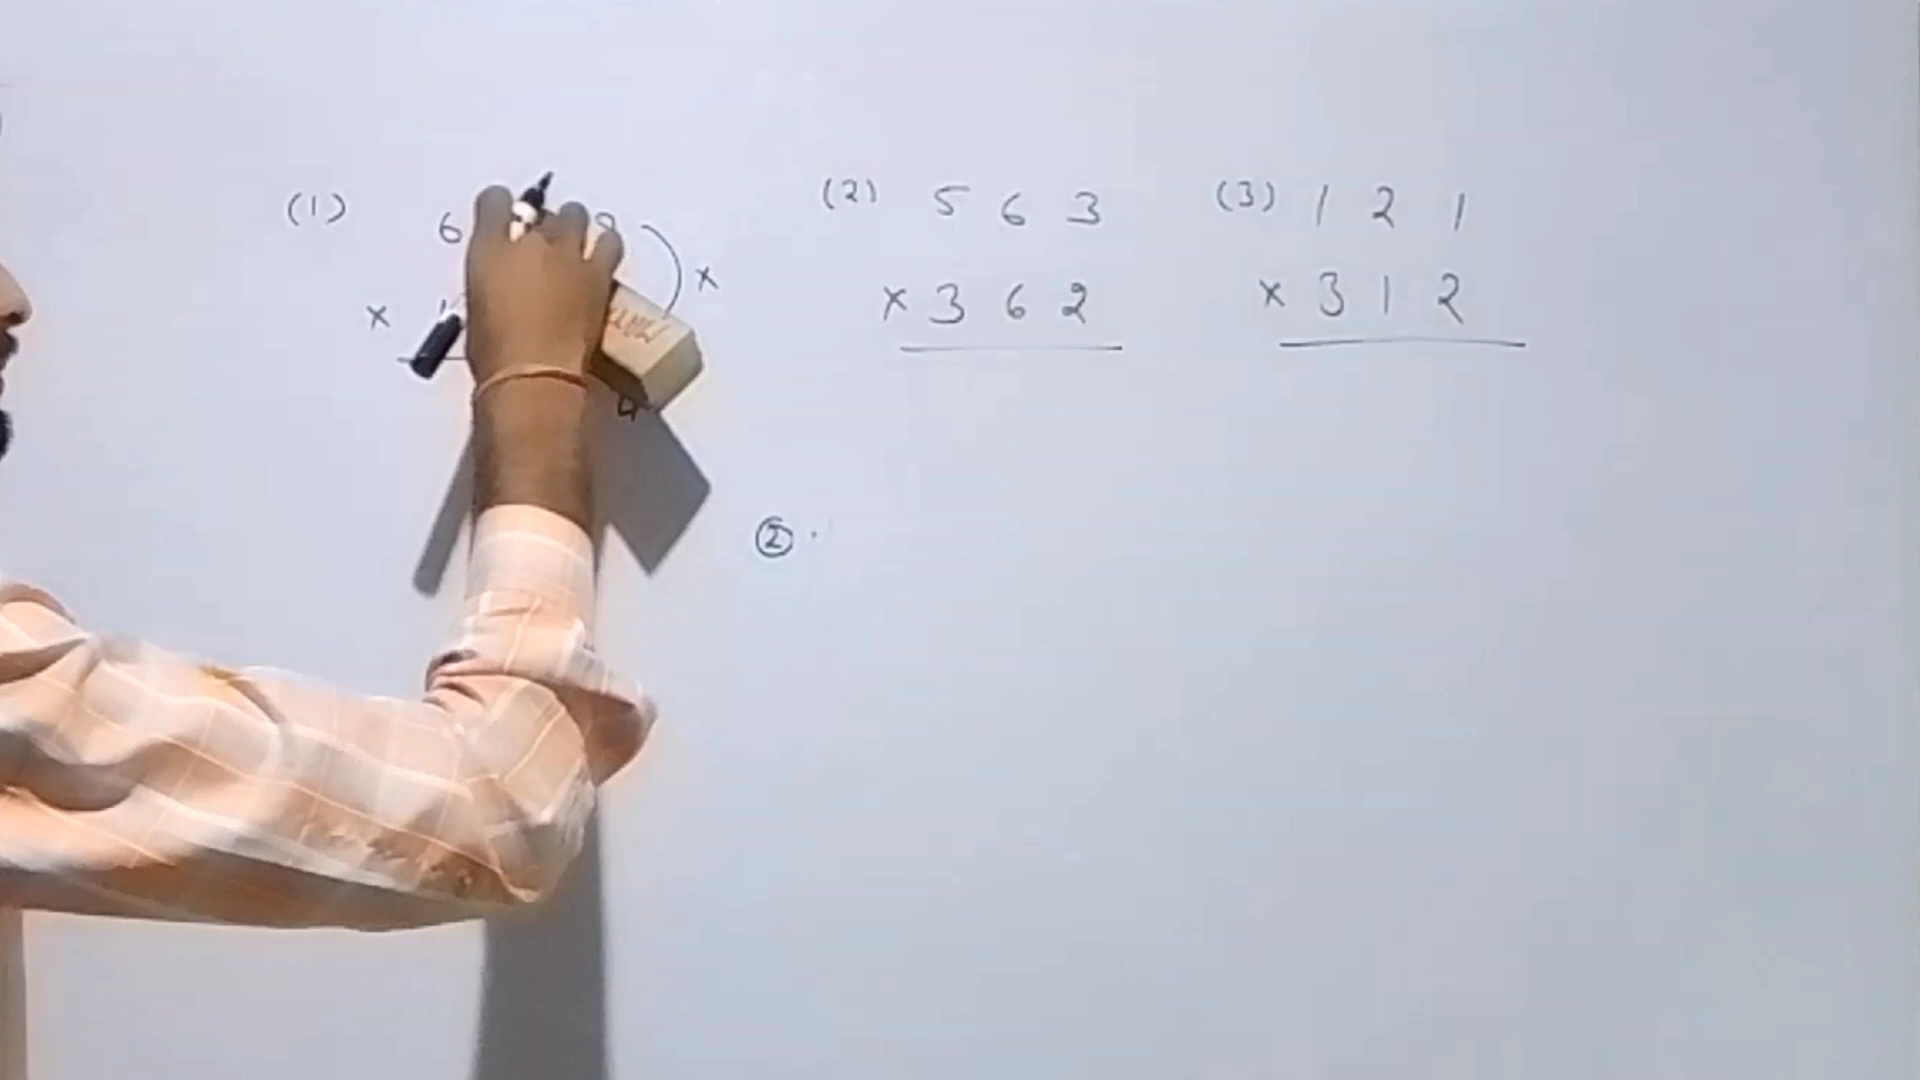 (1) 6
×
×
(2) 5 6 3
× 3 6 2
(3) 1 2 1
× 3 1 2
②